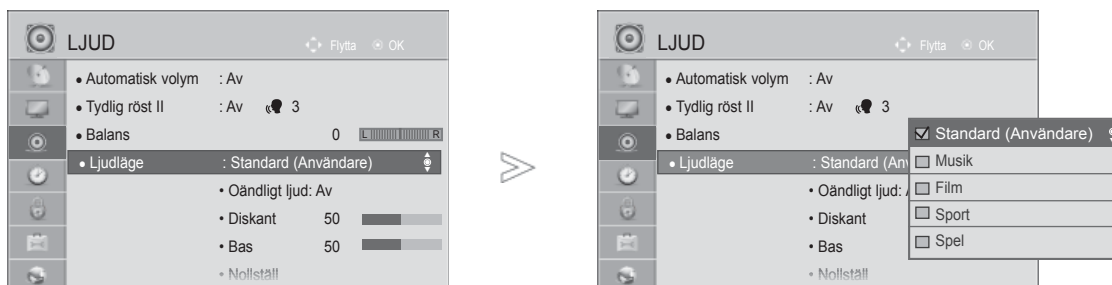 LJUD
Flytta OK
• Automatisk volym : Av
• Tydlig röst II : Av 3
• Balans 0 L R
• Ljudläge : Standard (Användare)
• Oändligt ljud: Av
• Diskant 50
• Bas 50
• Nollställ
LJUD
Flytta OK
• Automatisk volym : Av
• Tydlig röst II : Av 3
• Balans
• Ljudläge : Standard (An
• Oändligt ljud:
• Diskant
• Bas
• Nollställ
Standard (Användare)
Musik
Film
Sport
Spel